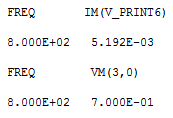 FREQ IM(V_PRINT6)
8.000E+02 5.192E-03
FREQ VM(3,0)
8.000E+02 7.000E-01